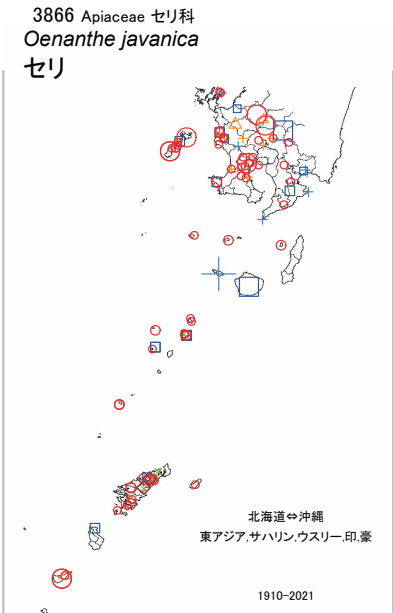 3866 Apiaceae セリ科
Oenanthe javanica
セリ
北海道⇔沖縄
東アジア,サハリン,ウスリー,印,豪
1910-2021